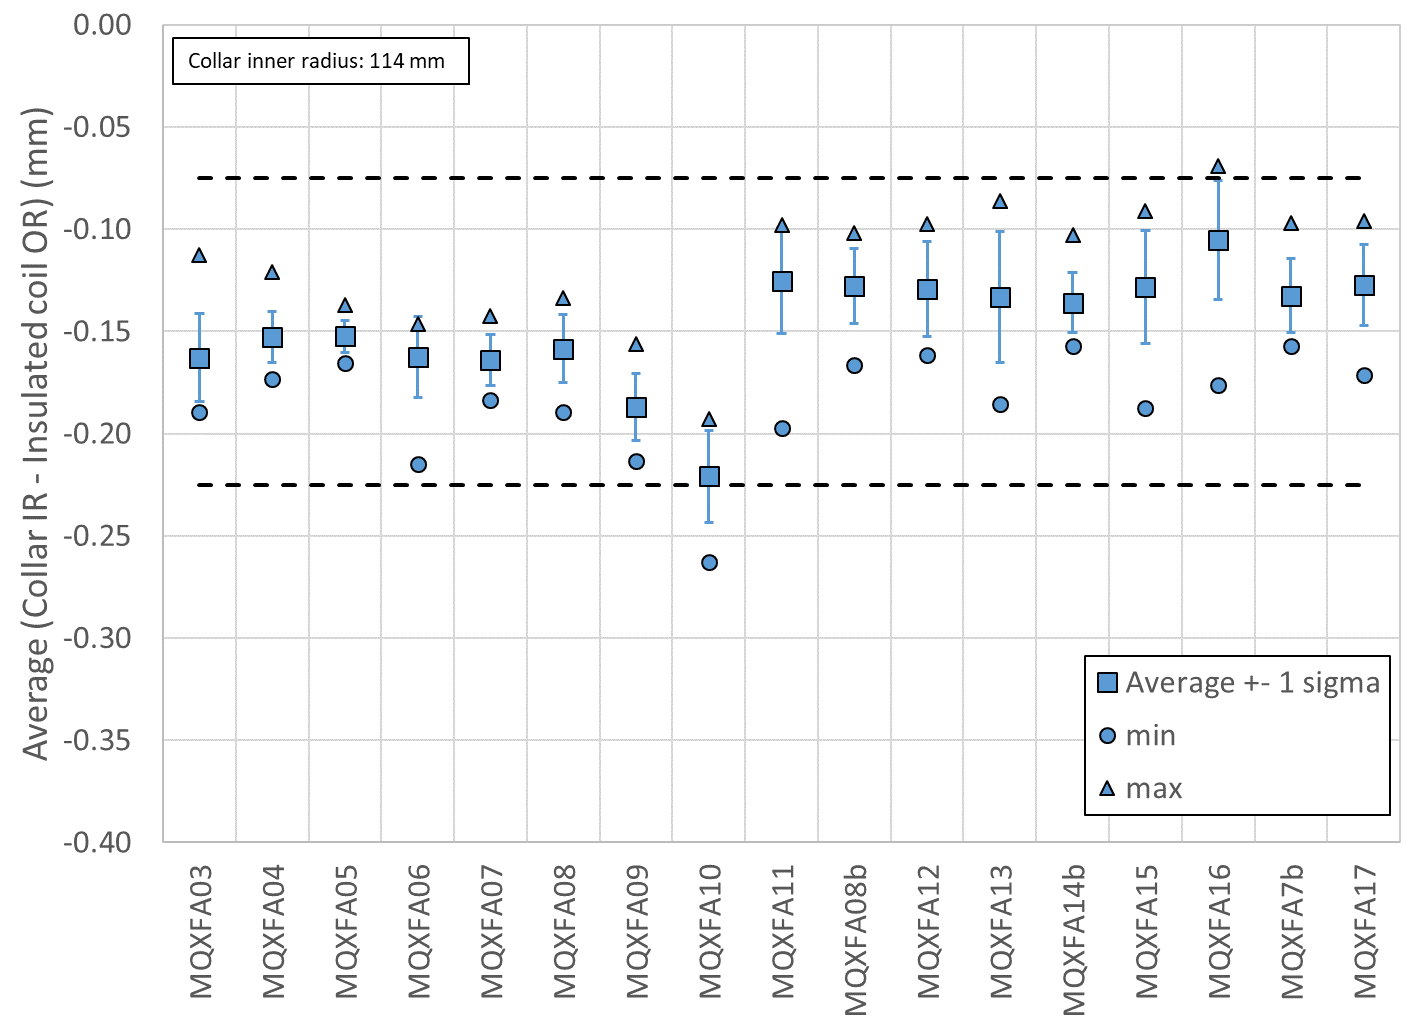 0.00
-0.05
-0.10
-0.15
-0.20
-0.25
-0.30
-0.35
-0.40
Average (Collar IR - Insulated coil OR) (mm)
Collar inner radius: 114 mm
Average +- 1 sigma
min
max
MQXFA03
MQXFA04
MQXFA05
MQXFA06
MQXFA07
MQXFA08
MQXFA09
MQXFA10
MQXFA11
MQXFA08b
MQXFA12
MQXFA13
MQXFA14b
MQXFA15
MQXFA16
MQXFA7b
MQXFA17